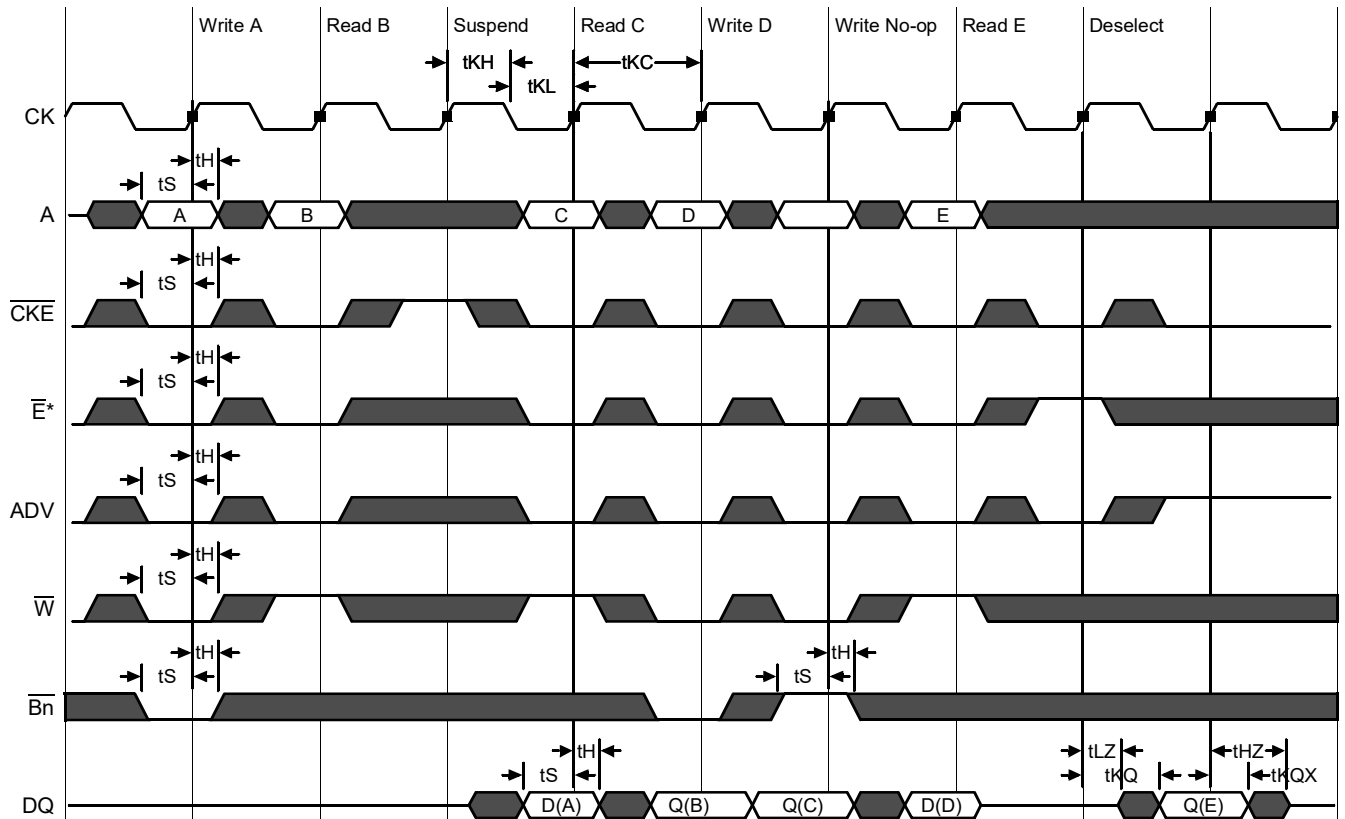 Write A Read B Suspend Read C Write D Write No-op Read E Deselect
tKH tKC
tKL
CK
tH
tS
A A B C D E
tH
tS
CKE
tH
tS
E*
tH
tS
ADV
tH
tS
W
tH tH
tS tS
Bn
tH tLZ tHZ
tS tKQ tKQX
DQ D(A) Q(B) Q(C) D(D) Q(E)